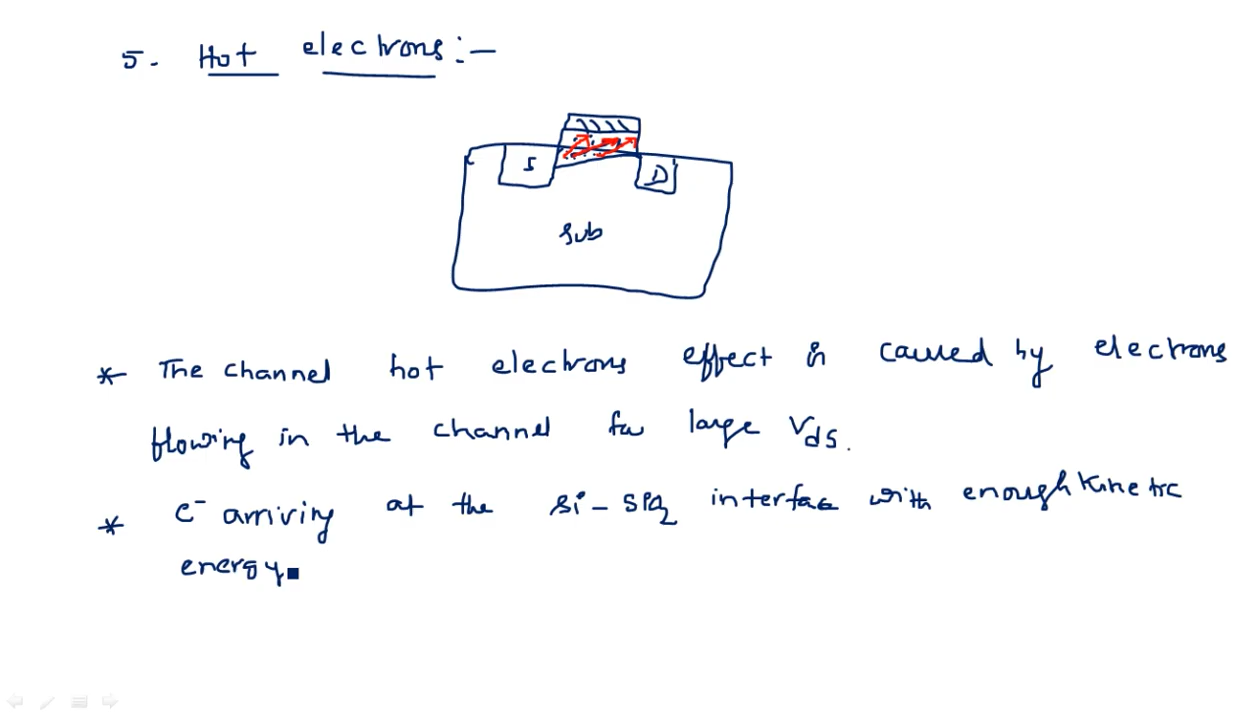 5. Hot electrons:-
S
D
Sub
* The channel hot electrons effect is caused by electrons
flowing in the channel for large Vds.
* e- arriving at the Si-SiO2 interface with enough kinetic
energy